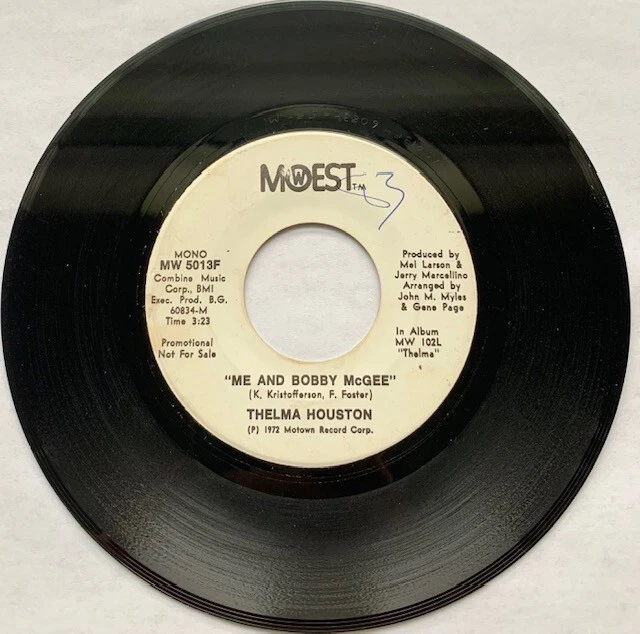 MOWEST TM
MONO
MW 5013F
Combine Music
Corp., BMI
Exec. Prod. B.G.
60834-M
Time 3:23
Promotional
Not For Sale
Produced by
Mel Larson &
Jerry Marcellino
Arranged by
John M. Myles
& Gene Page
In Album
MW 102L
"Thelma"
"ME AND BOBBY McGEE"
(K. Kristofferson, F. Foster)
THELMA HOUSTON
(P) 1972 Motown Record Corp.